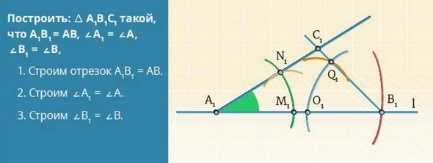 Построить: △ A₁B₁C₁ такой,
что A₁B₁ = AB, ∠A₁ = ∠A,
∠B₁ = ∠B,
1. Строим отрезок A₁B₁ = AB.
2. Строим ∠A₁ = ∠A.
3. Строим ∠B₁ = ∠B.
C₁
N₁
Q₁
A₁
M₁
O₁
B₁
l